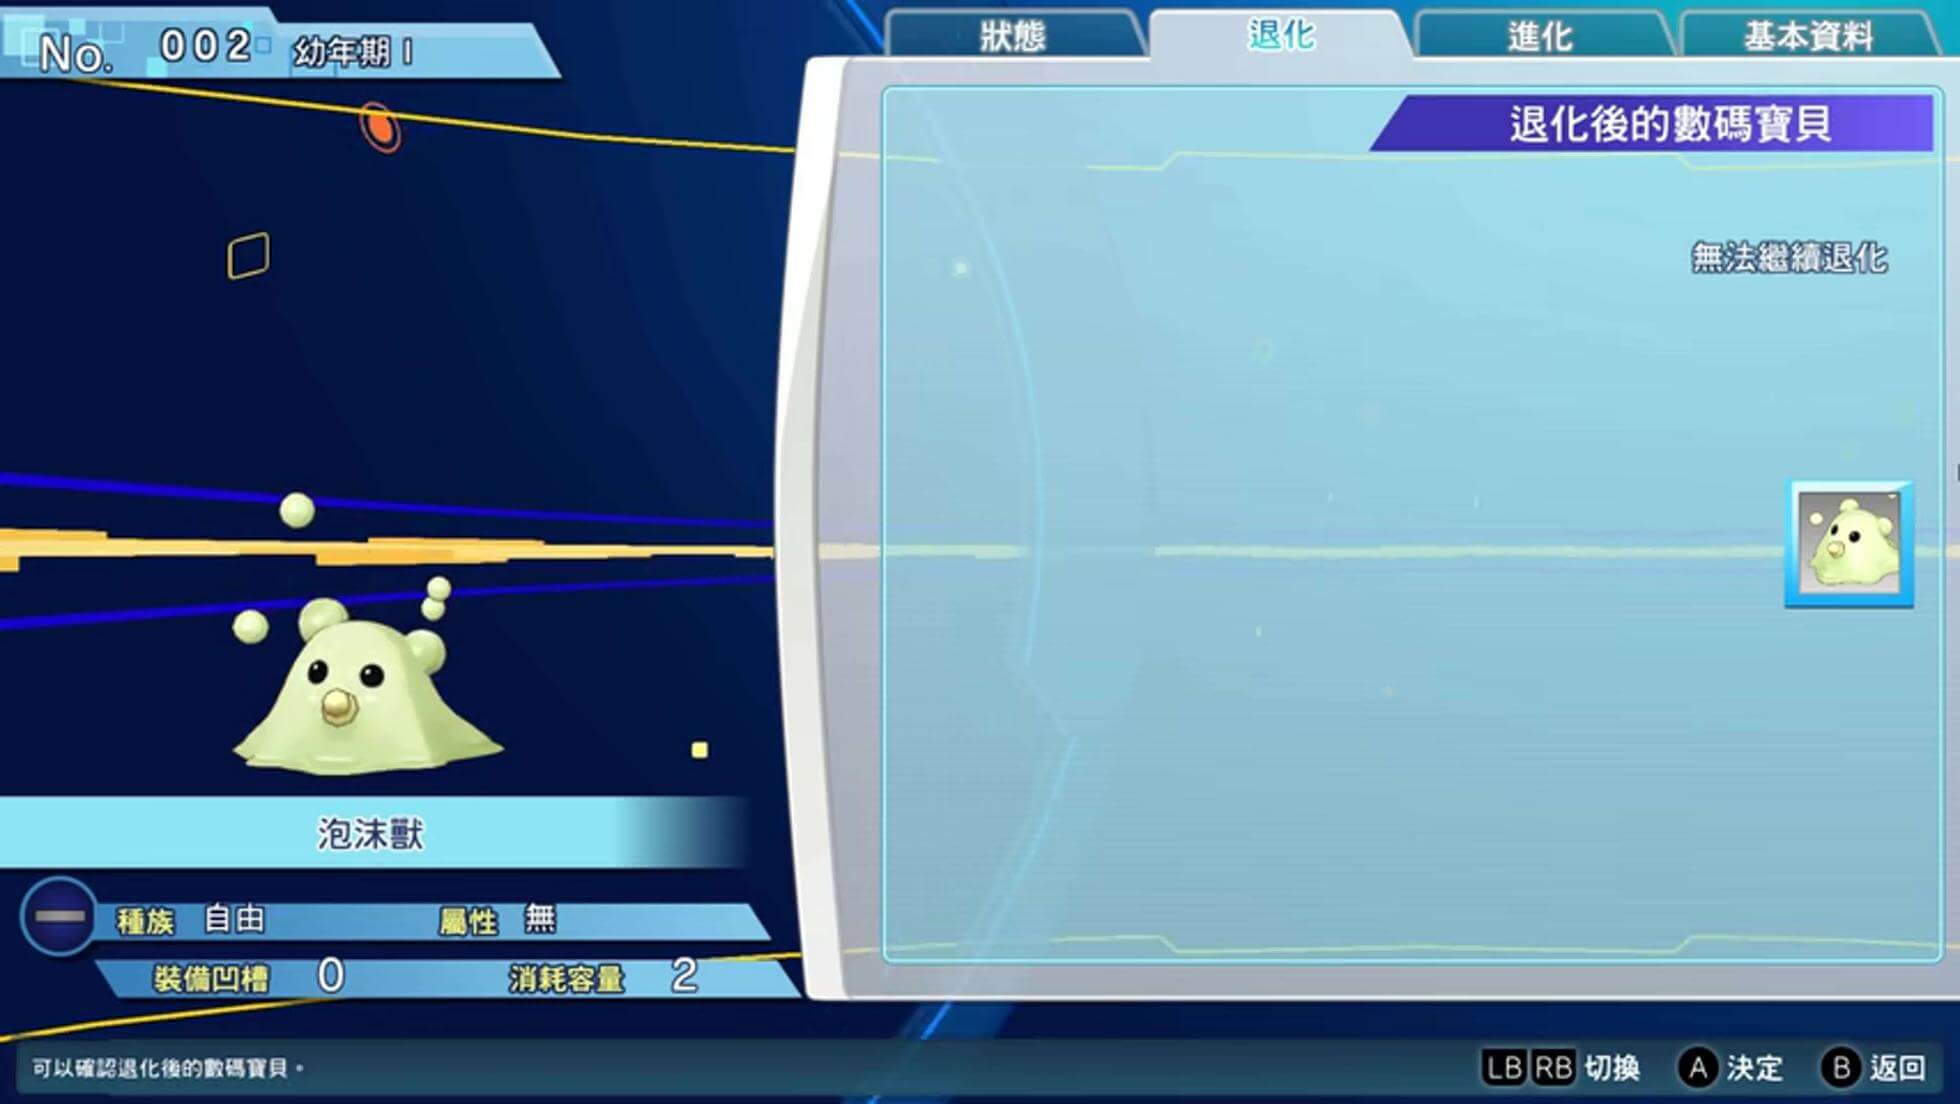 No. 002 幼年期 I
狀態 退化 進化 基本資料
退化後的數碼寶貝
無法繼續退化
泡沫獸
種族 自由 屬性 無
裝備凹槽 0 消耗容量 2
可以確認退化後的數碼寶貝。
LB RB 切換 A 決定 B 返回